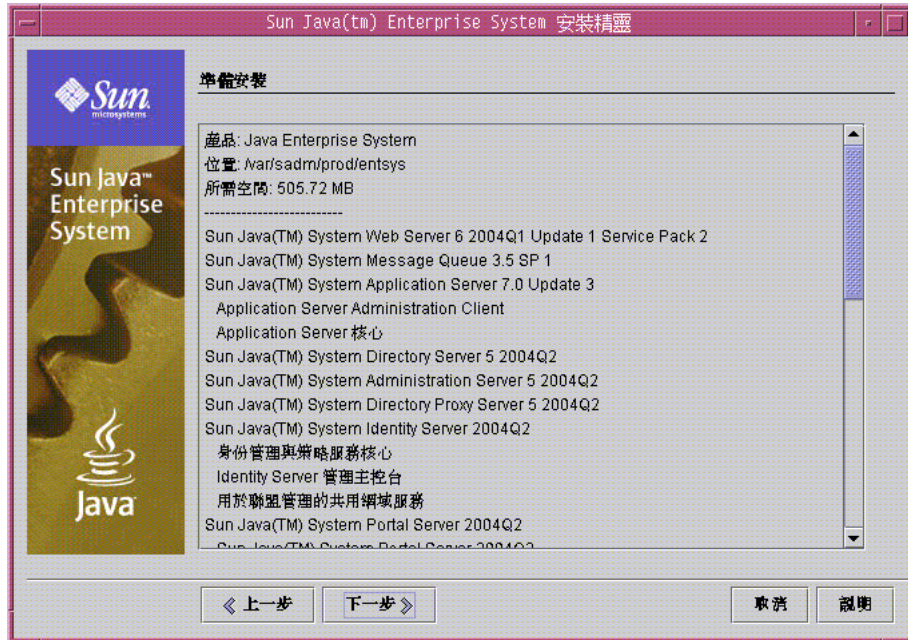 Sun Java(tm) Enterprise System 安裝精靈
Sun
microsystems
Sun Java™
Enterprise
System
Java
準備安裝
產品: Java Enterprise System
位置: /var/sadm/prod/entsys
所需空間: 505.72 MB
--------------------------
Sun Java(TM) System Web Server 6 2004Q1 Update 1 Service Pack 2
Sun Java(TM) System Message Queue 3.5 SP 1
Sun Java(TM) System Application Server 7.0 Update 3
Application Server Administration Client
Application Server 核心
Sun Java(TM) System Directory Server 5 2004Q2
Sun Java(TM) System Administration Server 5 2004Q2
Sun Java(TM) System Directory Proxy Server 5 2004Q2
Sun Java(TM) System Identity Server 2004Q2
身份管理與策略服務核心
Identity Server 管理主控台
用於聯盟管理的共用網域服務
Sun Java(TM) System Portal Server 2004Q2
Sun Java(TM) System Portal Server 2004Q2
上一步
下一步
取消
說明